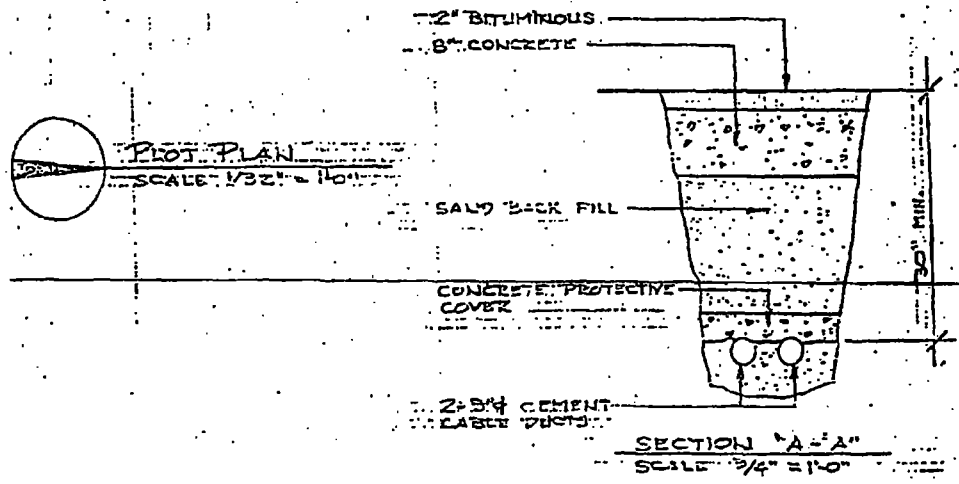 2" BITUMINOUS
8" CONCRETE
PLOT PLAN
SCALE 1/32" = 1'-0"
SAND BACK FILL
30" MIN.
CONCRETE PROTECTIVE
COVER
CEMENT
CABLE DUCTS
SECTION "A-A"
SCALE 3/4" = 1'-0"